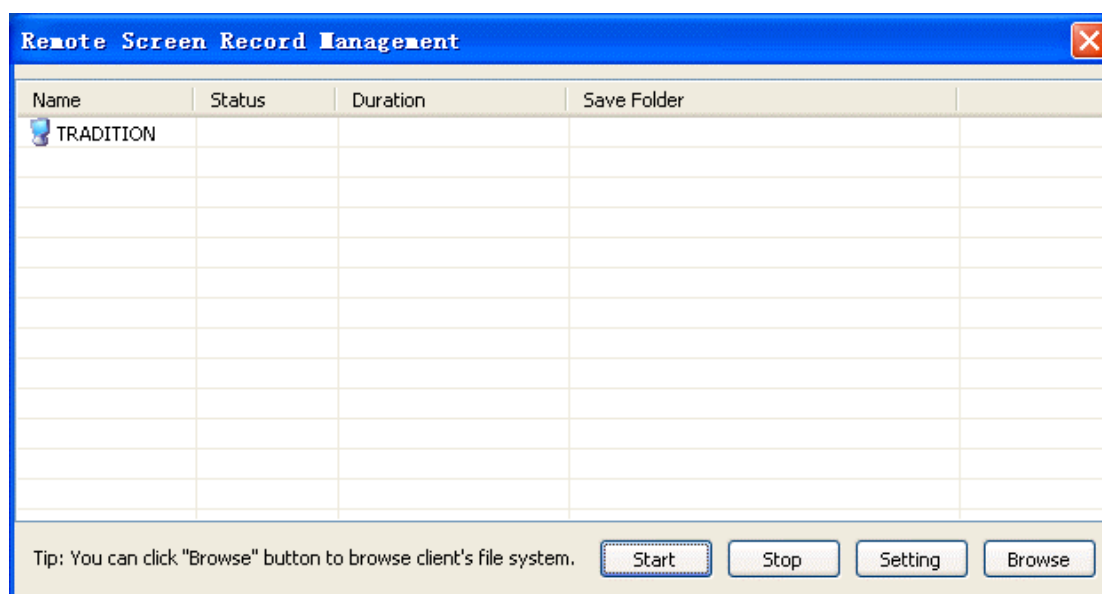 Remote Screen Record Management
Name Status Duration Save Folder
TRADITION
Tip: You can click "Browse" button to browse client's file system. Start Stop Setting Browse